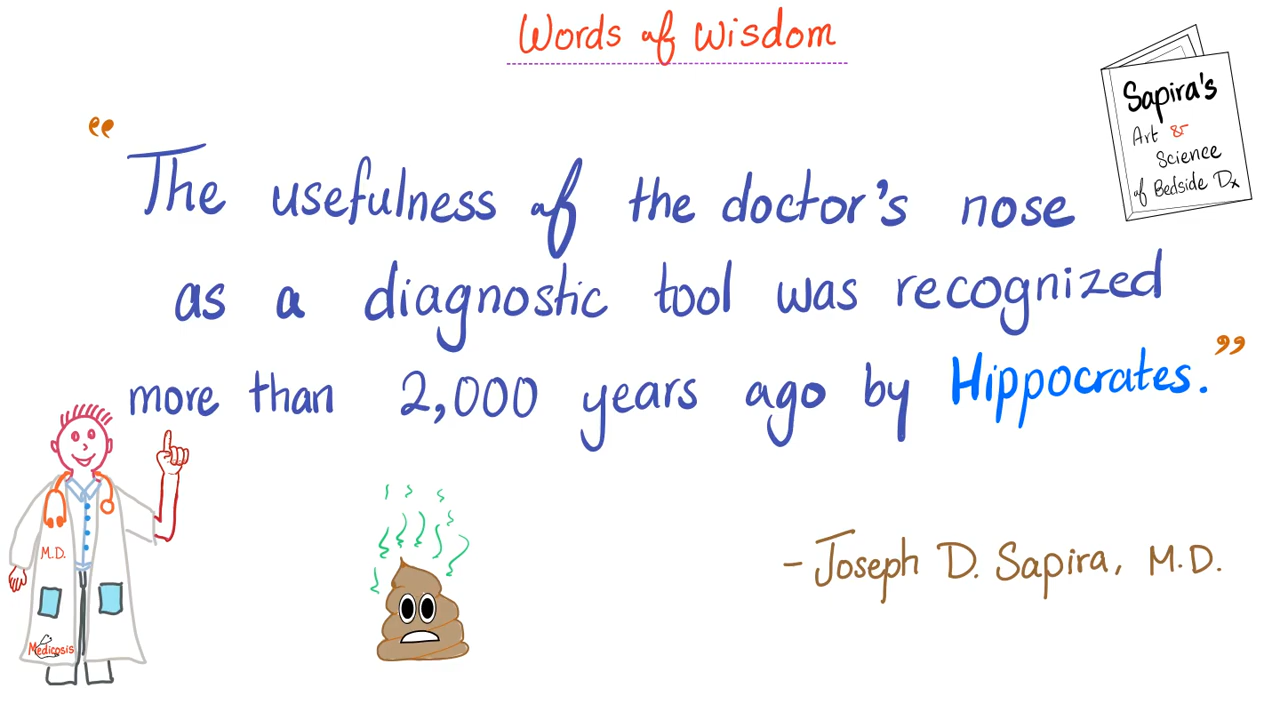 Words of Wisdom
Sapira's
Art &
Science
of Bedside Dx
“The usefulness of the doctor's nose
as a diagnostic tool was recognized
more than 2,000 years ago by Hippocrates.”
- Joseph D. Sapira, M.D.
M.D.
Medicosis